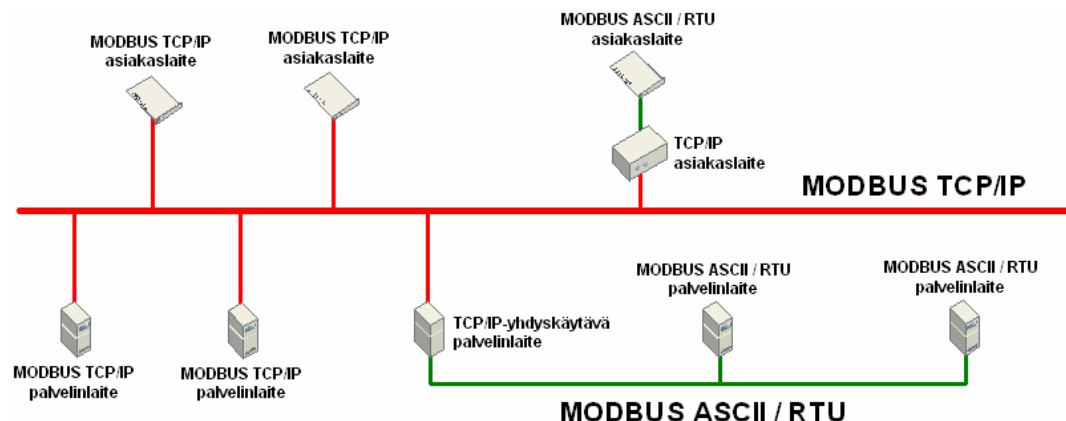 MODBUS TCP/IP
asiakaslaite
MODBUS TCP/IP
asiakaslaite
MODBUS ASCII / RTU
asiakaslaite
TCP/IP
asiakaslaite
MODBUS TCP/IP
MODBUS TCP/IP
palvelinlaite
MODBUS TCP/IP
palvelinlaite
TCP/IP-yhdyskäytävä
palvelinlaite
MODBUS ASCII / RTU
palvelinlaite
MODBUS ASCII / RTU
palvelinlaite
MODBUS ASCII / RTU